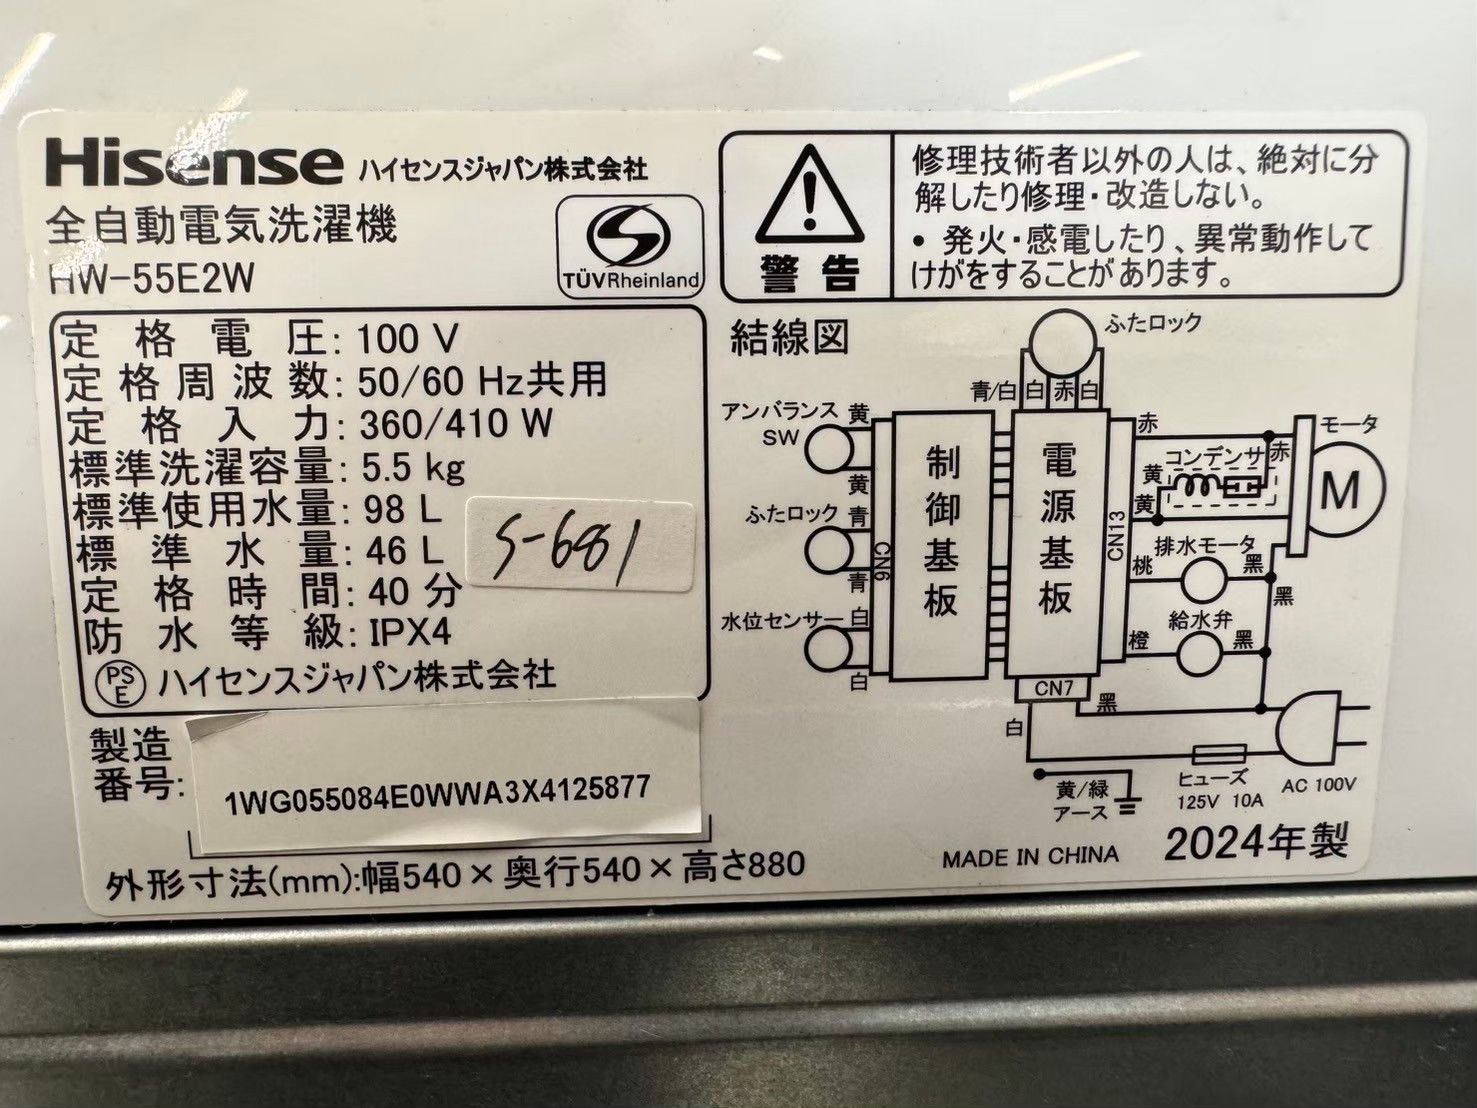 Hisense ハイセンスジャパン株式会社
全自動電気洗濯機
HW-55E2W
TÜVRheinland
定格電圧: 100 V
定格周波数: 50/60 Hz共用
定格入力: 360/410 W
標準洗濯容量: 5.5 kg
標準使用水量: 98 L
標準水量: 46 L
定格時間: 40 分
防水等級: IPX4
S-681
PS
E
ハイセンスジャパン株式会社
製造
番号:
1WG055084E0WWA3X4125877
外形寸法(mm):幅540×奥行540×高さ880
警告
修理技術者以外の人は、絶対に分
解したり修理・改造しない。
・発火・感電したり、異常動作して
けがをすることがあります。
結線図
ふたロック
青/白 白 赤 白
アンバランス
SW
黄
黄
ふたロック
青
青
水位センサー
白
白
CN6
制御基板
電源基板
CN13
CN7
赤
モータ
M
コンデンサ
赤
黄
黄
排水モータ
桃
黒
黒
給水弁
橙
黒
黒
白
ヒューズ
125V 10A
AC 100V
黄/緑
アース
MADE IN CHINA
2024年製